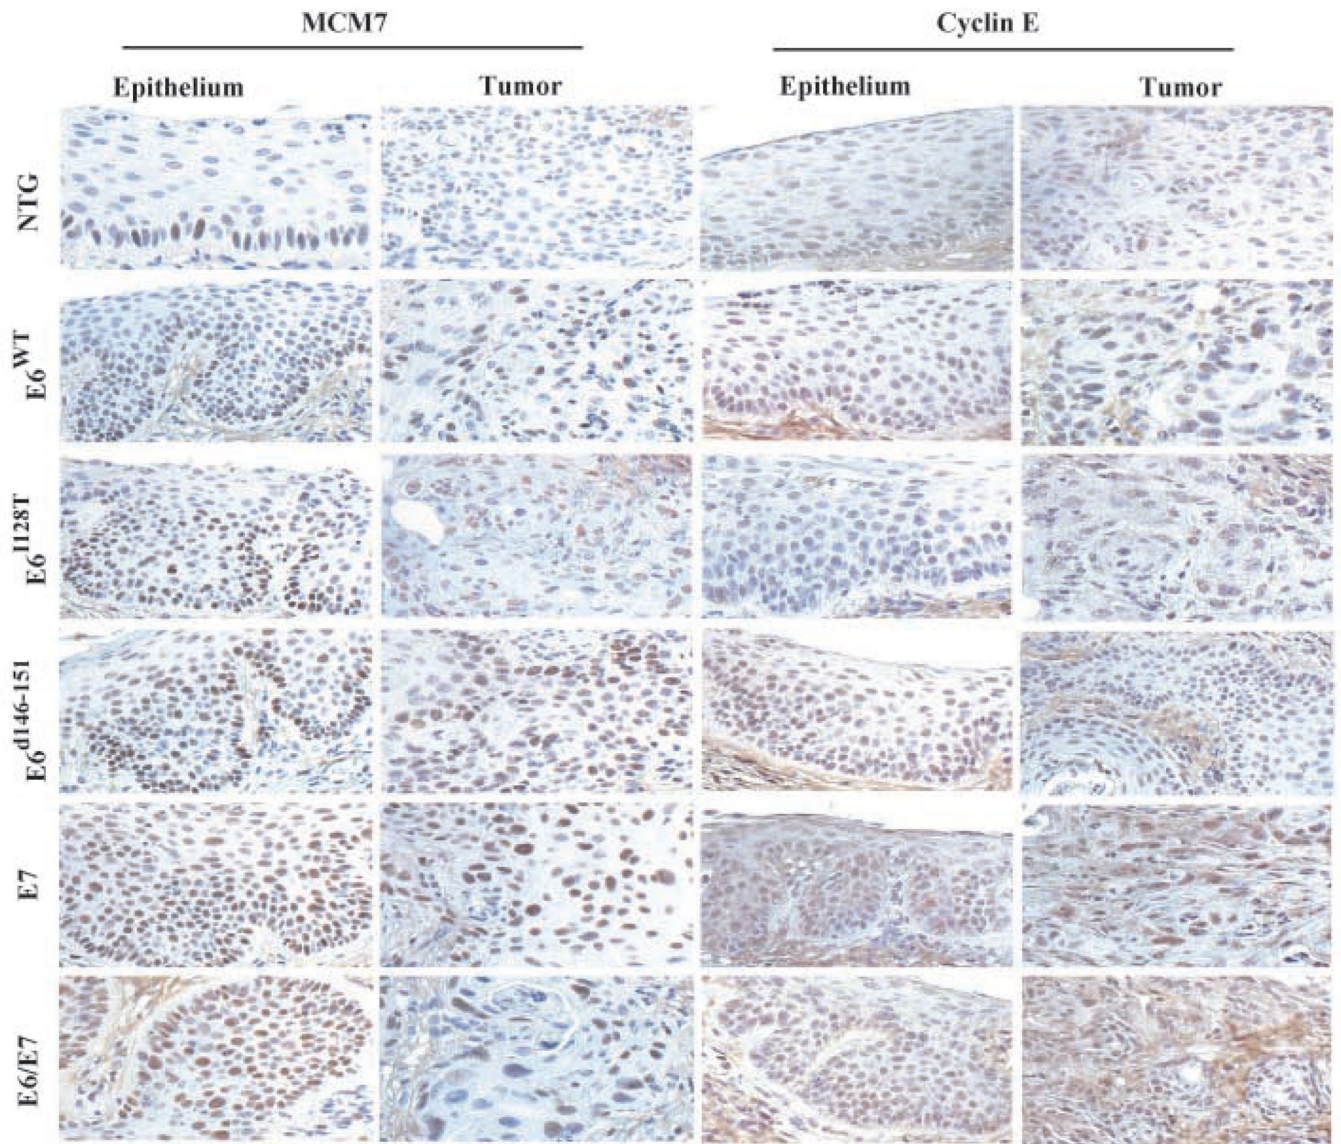 MCM7 Cyclin E
Epithelium Tumor Epithelium Tumor
NTG
E6WT
E6I128T
E6d146-151
E7
E6/E7